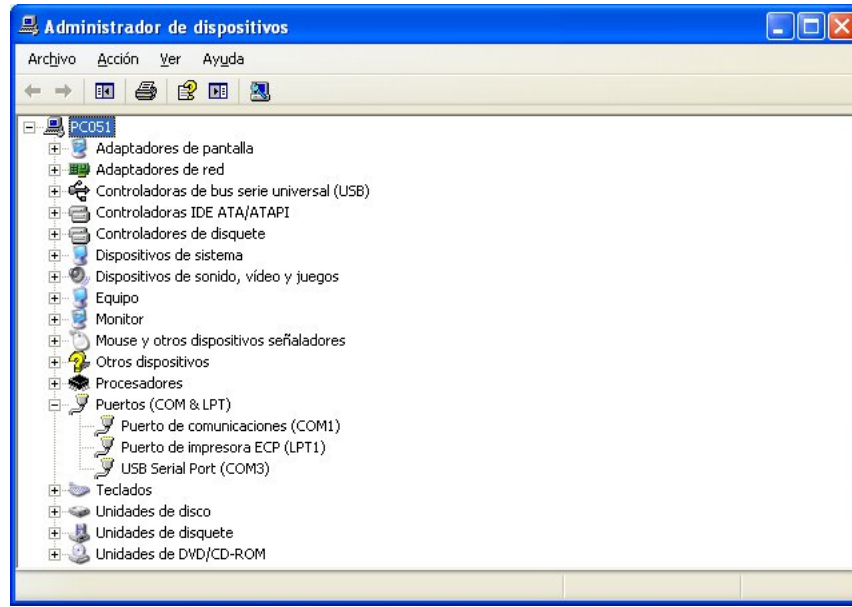 Administrador de dispositivos
Archivo Acción Ver Ayuda
PC051
Adaptadores de pantalla
Adaptadores de red
Controladoras de bus serie universal (USB)
Controladoras IDE ATA/ATAPI
Controladores de disquete
Dispositivos de sistema
Dispositivos de sonido, vídeo y juegos
Equipo
Monitor
Mouse y otros dispositivos señaladores
Otros dispositivos
Procesadores
Puertos (COM & LPT)
Puerto de comunicaciones (COM1)
Puerto de impresora ECP (LPT1)
USB Serial Port (COM3)
Teclados
Unidades de disco
Unidades de disquete
Unidades de DVD/CD-ROM